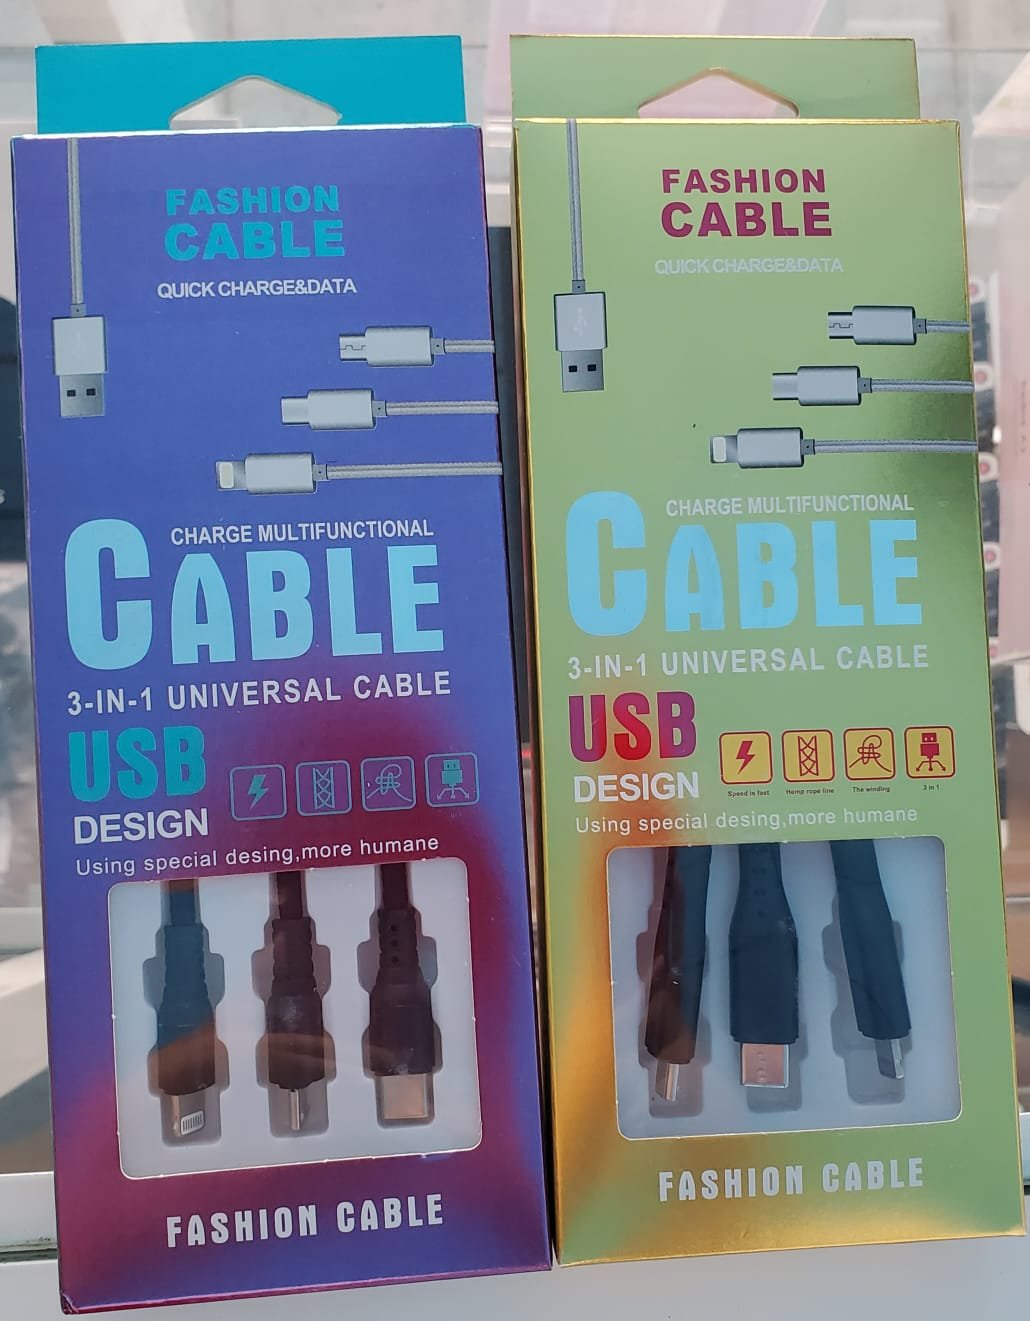 FASHION
CABLE
QUICK CHARGE&DATA
CHARGE MULTIFUNCTIONAL
CABLE
3-IN-1 UNIVERSAL CABLE
USB
DESIGN
Using special desing,more humane
FASHION CABLE
FASHION
CABLE
QUICK CHARGE&DATA
CHARGE MULTIFUNCTIONAL
CABLE
3-IN-1 UNIVERSAL CABLE
USB
DESIGN
Speed is fast Hemp rope line The winding 3 in 1
Using special desing,more humane
FASHION CABLE